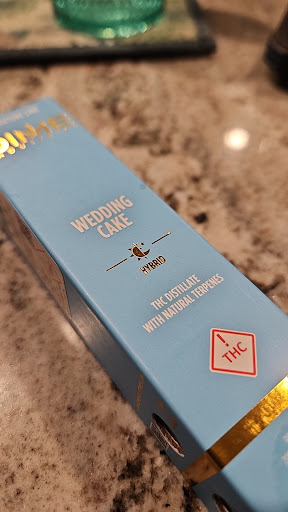 WEDDING
CAKE
HYBRID
THC DISTILLATE
WITH NATURAL TERPENES
!
THC